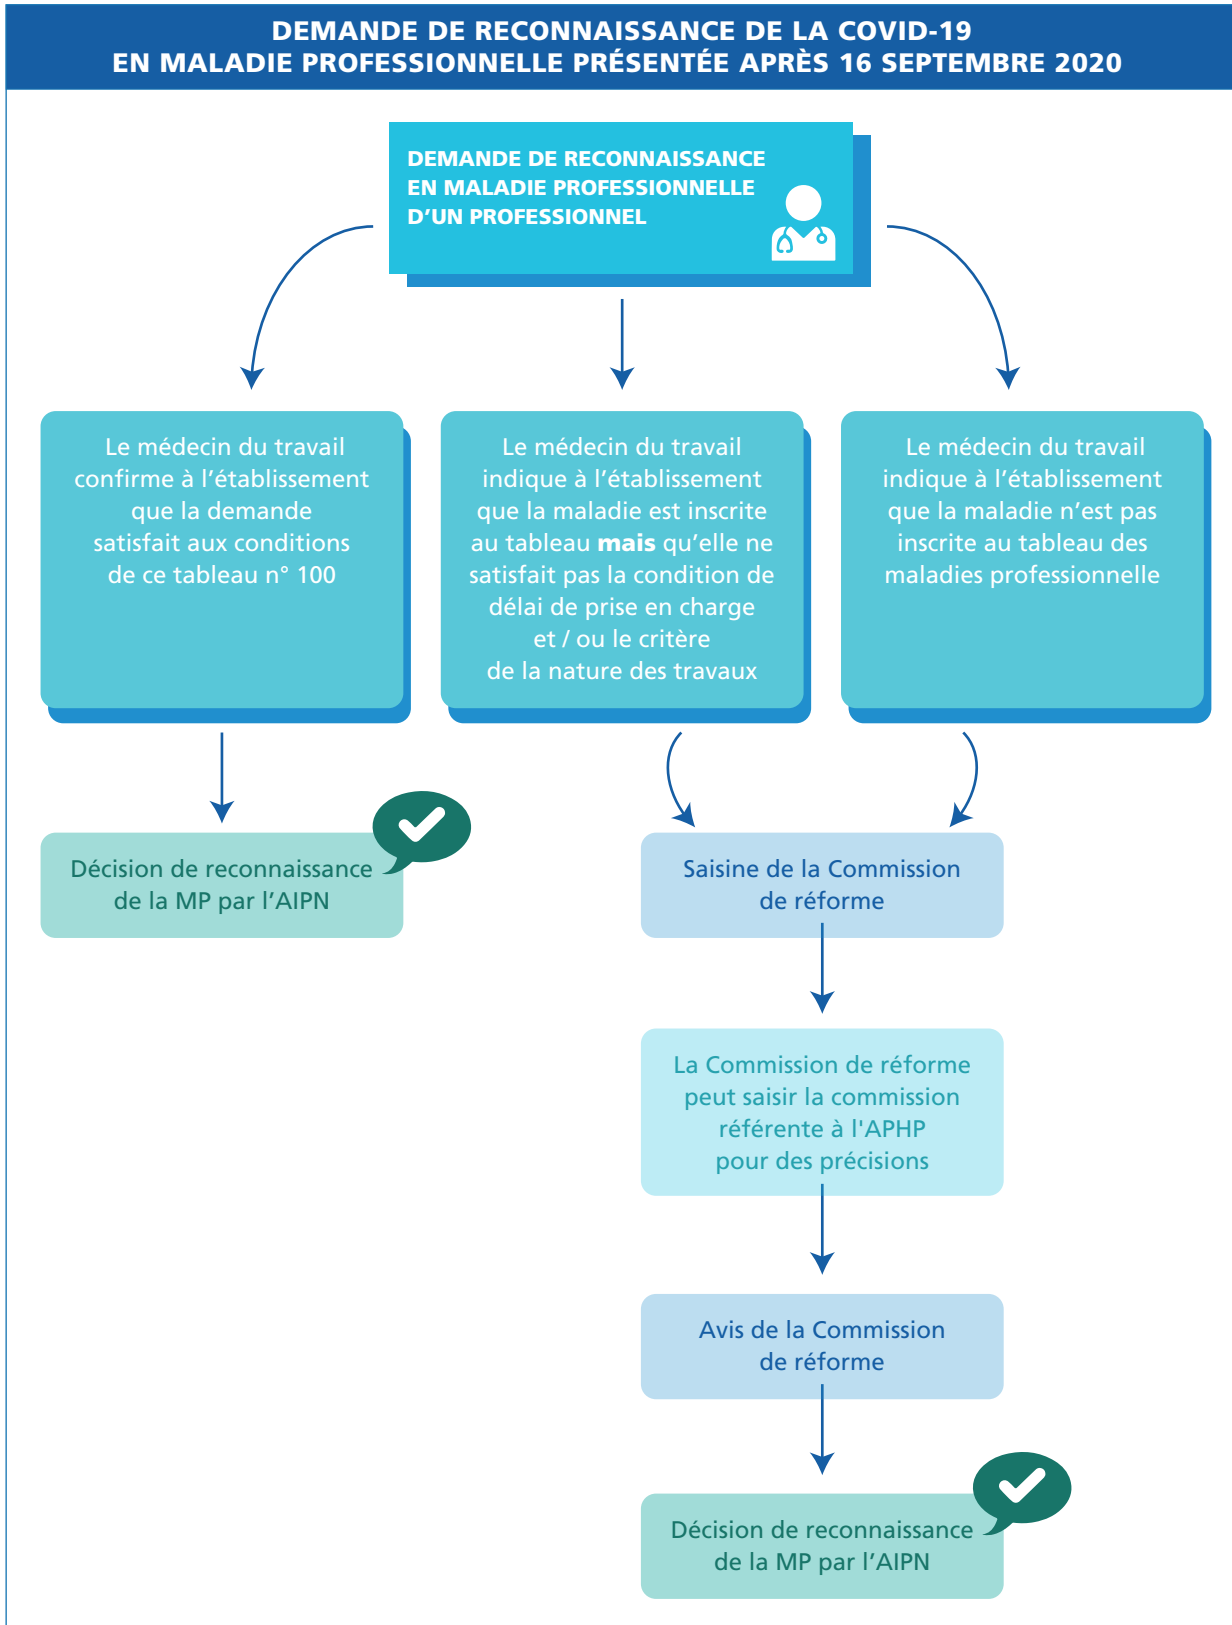 DEMANDE DE RECONNAISSANCE DE LA COVID-19
EN MALADIE PROFESSIONNELLE PRÉSENTÉE APRÈS 16 SEPTEMBRE 2020
DEMANDE DE RECONNAISSANCE
EN MALADIE PROFESSIONNELLE
D’UN PROFESSIONNEL
Le médecin du travail
confirme à l’établissement
que la demande
satisfait aux conditions
de ce tableau n° 100
Le médecin du travail
indique à l’établissement
que la maladie est inscrite
au tableau mais qu’elle ne
satisfait pas la condition de
délai de prise en charge
et / ou le critère
de la nature des travaux
Le médecin du travail
indique à l’établissement
que la maladie n’est pas
inscrite au tableau des
maladies professionnelle
Décision de reconnaissance
de la MP par l’AIPN
Saisine de la Commission
de réforme
La Commission de réforme
peut saisir la commission
référente à l'APHP
pour des précisions
Avis de la Commission
de réforme
Décision de reconnaissance
de la MP par l’AIPN